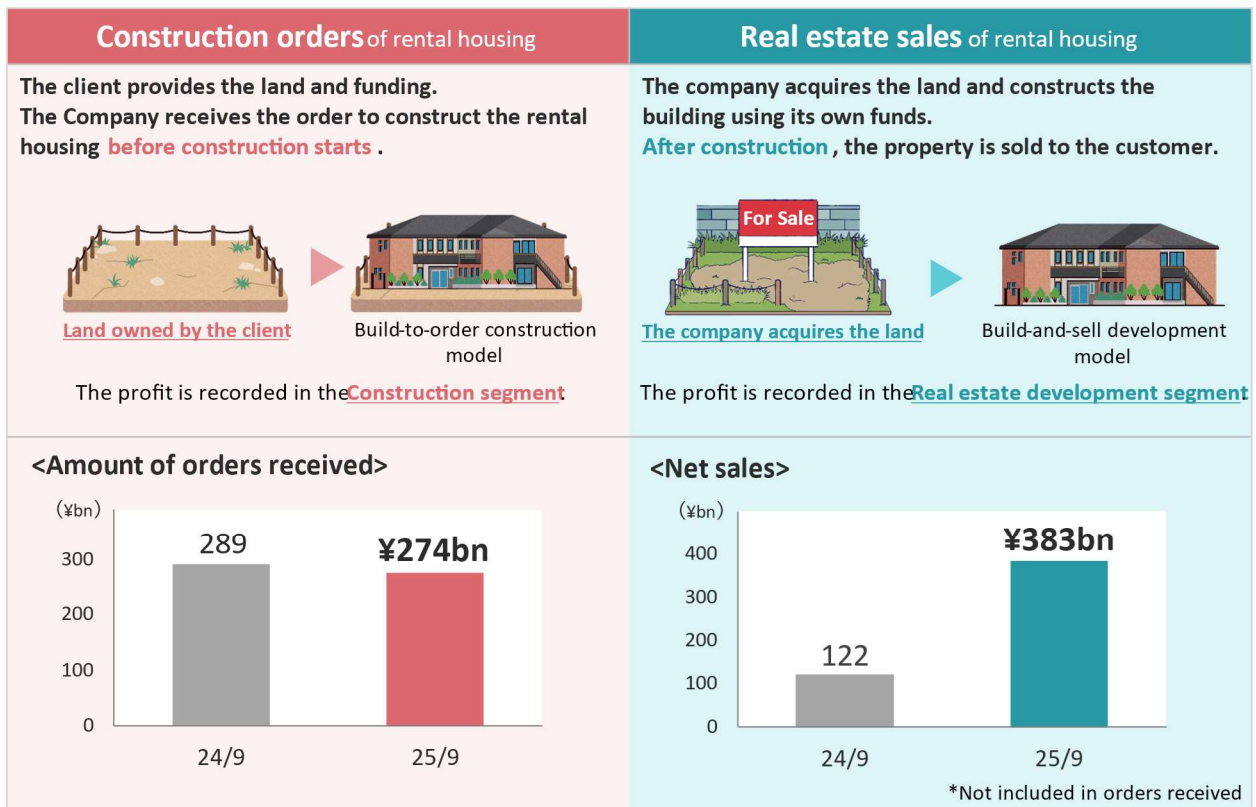 Construction orders of rental housing
The client provides the land and funding.
The Company receives the order to construct the rental
housing before construction starts .
Land owned by the client
Build-to-order construction
model
The profit is recorded in the Construction segment.
<Amount of orders received>
(¥bn)
300
200
100
0
289
¥274bn
24/9
25/9
Real estate sales of rental housing
The company acquires the land and constructs the
building using its own funds.
After construction , the property is sold to the customer.
For Sale
The company acquires the land
Build-and-sell development
model
The profit is recorded in the Real estate development segment.
<Net sales>
(¥bn)
400
300
200
100
0
122
¥383bn
24/9
25/9
*Not included in orders received